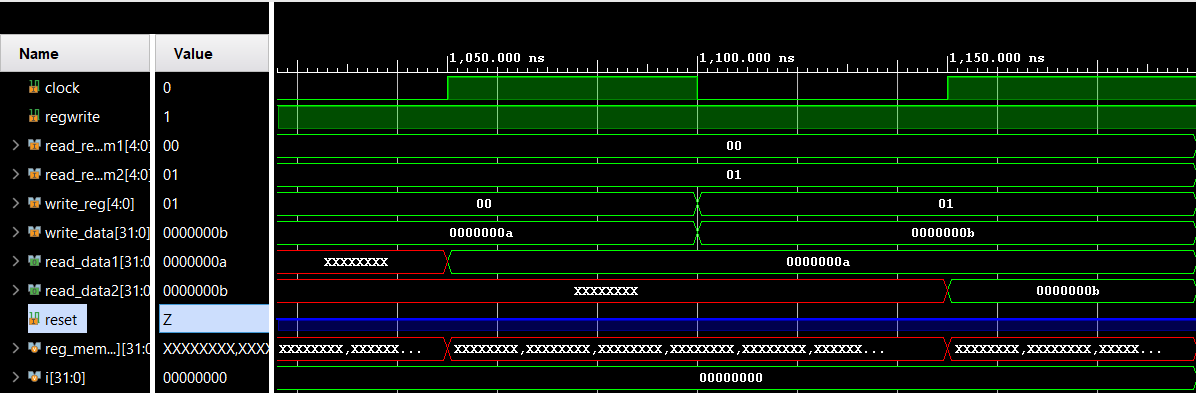 Name Value
1,050.000 ns 1,100.000 ns 1,150.000 ns
clock 0
regwrite 1
read_re...m1[4:0] 00 00
read_re...m2[4:0] 01 01
write_reg[4:0] 01 00 01
write_data[31:0] 0000000b 0000000a 0000000b
read_data1[31:0 0000000a XXXXXXXX 0000000a
read_data2[31:0 0000000b XXXXXXXX 0000000b
reset Z
reg_mem...][31:0 XXXXXXXX,XXXX XXXXXXXX,XXXXXX... XXXXXXXX,XXXXXXXX,XXXXXXXX,XXXXXXXX,XXXXXXXX,XXXXXX... XXXXXXXX,XXXXXXXX,XXXXX...
i[31:0] 00000000 00000000